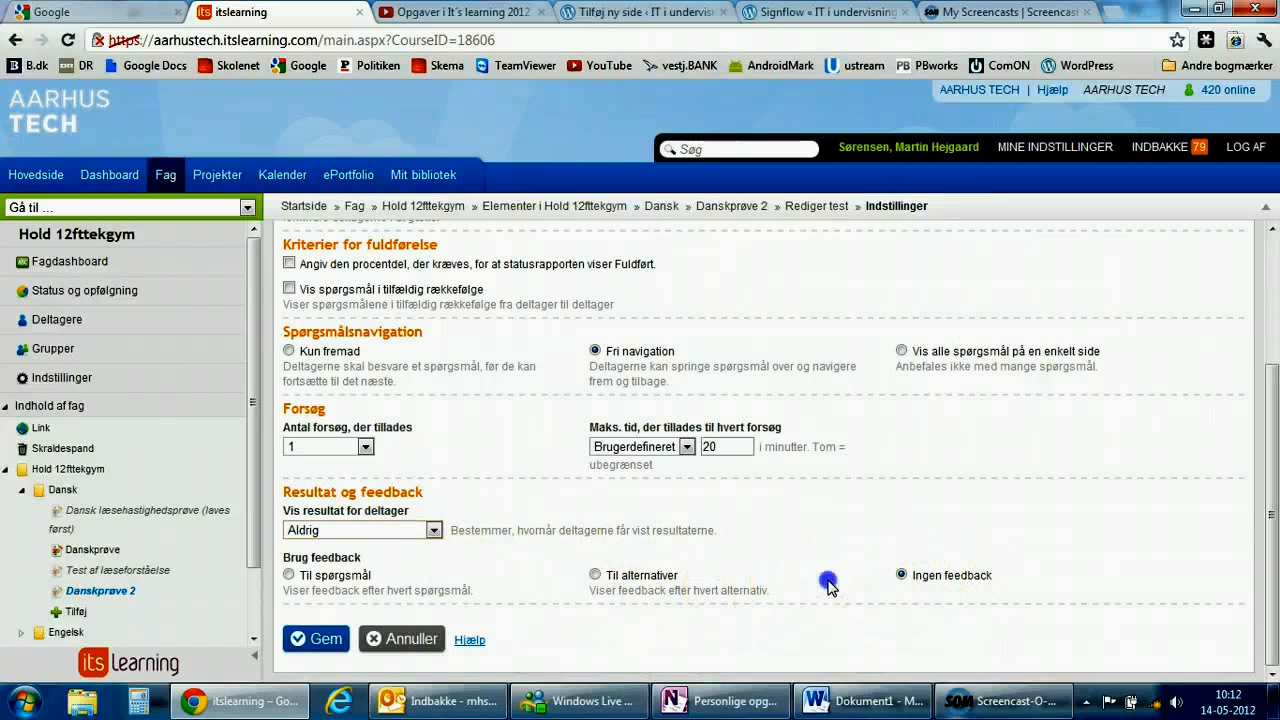 Google
itslearning
Opgaver i It´s learning 2012
Tilføj ny side ‹ IT i undervis
Signflow « IT i undervisning
My Screencasts | Screencast
https://aarhustech.itslearning.com/main.aspx?CourseID=18606
B.dk
DR
Google Docs
Skolenet
Google
Politiken
Skema
TeamViewer
YouTube
vestj.BANK
AndroidMark
ustream
PBworks
ComON
WordPress
Andre bogmærker
AARHUS
TECH
AARHUS TECH | Hjælp
AARHUS TECH
420 online
Søg
Sørensen, Martin Hejgaard
MINE INDSTILLINGER
INDBAKKE 79
LOG AF
Hovedside
Dashboard
Fag
Projekter
Kalender
ePortfolio
Mit bibliotek
Gå til ...
Startside » Fag » Hold 12fttekgym » Elementer i Hold 12fttekgym » Dansk » Danskprøve 2 » Rediger test » Indstillinger
Hold 12fttekgym
Fagdashboard
Status og opfølgning
Deltagere
Grupper
Indstillinger
Indhold af fag
Link
Skraldespand
Hold 12fttekgym
Dansk
Dansk læsehastighedsprøve (laves
først)
Danskprøve
Test af læseforståelse
Danskprøve 2
Tilføj
Engelsk
its learning
Kriterier for fuldførelse
Angiv den procentdel, der kræves, for at statusrapporten viser Fuldført.
Vis spørgsmål i tilfældig rækkefølge
Viser spørgsmålene i tilfældig rækkefølge fra deltager til deltager
Spørgsmålsnavigation
Kun fremad
Deltagerne skal besvare et spørgsmål, før de kan
fortsætte til det næste.
Fri navigation
Deltagerne kan springe spørgsmål over og navigere
frem og tilbage.
Vis alle spørgsmål på en enkelt side
Anbefales ikke med mange spørgsmål.
Forsøg
Antal forsøg, der tillades
1
Maks. tid, der tillades til hvert forsøg
Brugerdefineret 20 i minutter. Tom =
ubegrænset
Resultat og feedback
Vis resultat for deltager
Aldrig
Bestemmer, hvornår deltagerne får vist resultaterne.
Brug feedback
Til spørgsmål
Viser feedback efter hvert spørgsmål.
Til alternativer
Viser feedback efter hvert alternativ.
Ingen feedback
Gem
Annuller
Hjælp
itslearning – Go...
Indbakke - mhs...
Windows Live ...
Personlige opg...
Dokument1 - M...
Screencast-O-...
10:12
14-05-2012